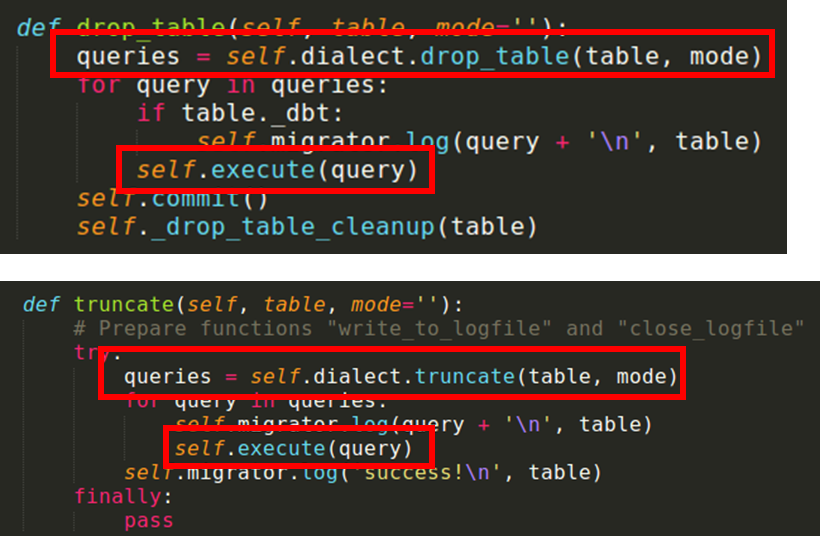 def drop_table(self, table, mode=''):
queries = self.dialect.drop_table(table, mode)
for query in queries:
if table._dbt:
self.migrator.log(query + '\n', table)
self.execute(query)
self.commit()
self._drop_table_cleanup(table)
def truncate(self, table, mode=''):
# Prepare functions "write_to_logfile" and "close_logfile"
try:
queries = self.dialect.truncate(table, mode)
for query in queries:
self.migrator.log(query + '\n', table)
self.execute(query)
self.migrator.log('success!\n', table)
finally:
pass